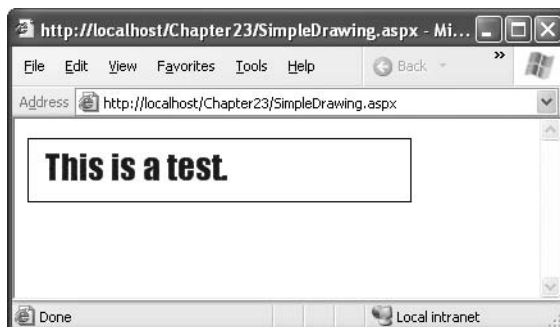 http://localhost/Chapter23/SimpleDrawing.aspx - Mi...
File Edit View Favorites Tools Help Back »
Address http://localhost/Chapter23/SimpleDrawing.aspx
This is a test.
Done Local intranet